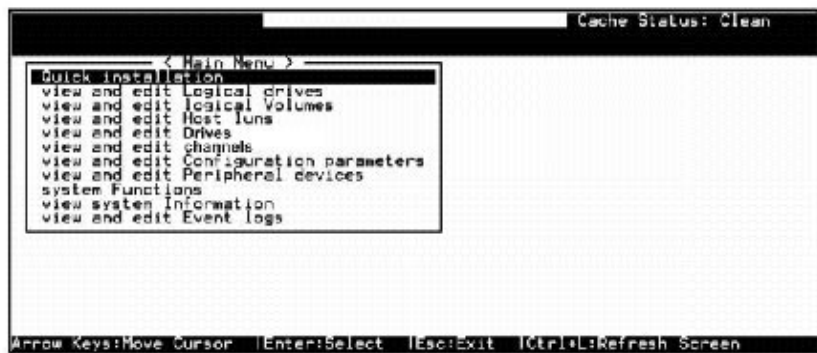 Cache Status: Clean
< Main Menu >
Quick installation
view and edit Logical drives
view and edit logical Volumes
view and edit Host luns
view and edit Drives
view and edit channels
view and edit Configuration parameters
view and edit Peripheral devices
system Functions
view system Information
view and edit Event logs
Arrow Keys:Move Cursor |Enter:Select |Esc:Exit |Ctrl+L:Refresh Screen